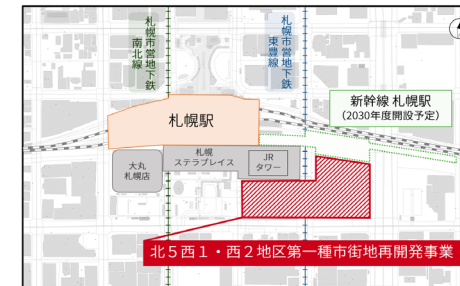 札幌市営地下鉄
南北線
札幌市営地下鉄
東豊線
新幹線 札幌駅
（2030年度開設予定）
札幌駅
大丸
札幌店
札幌
ステラプレイス
JR
タワー
北５西１・西２地区第一種市街地再開発事業